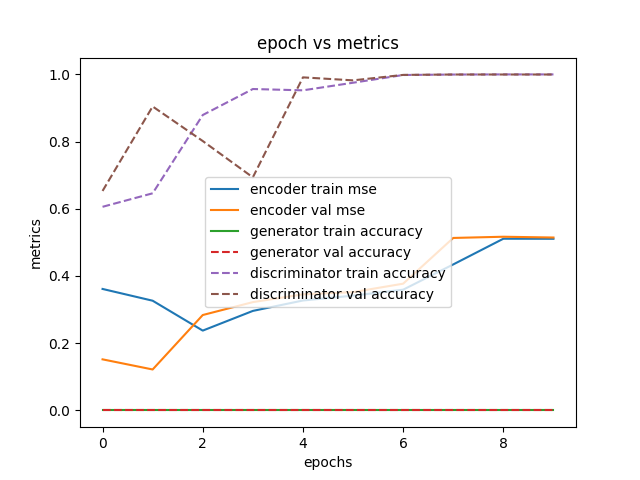 epoch vs metrics
1.0
0.8
0.6
0.4
0.2
0.0
metrics
encoder train mse
encoder val mse
generator train accuracy
generator val accuracy
discriminator train accuracy
discriminator val accuracy
0 2 4 6 8
epochs